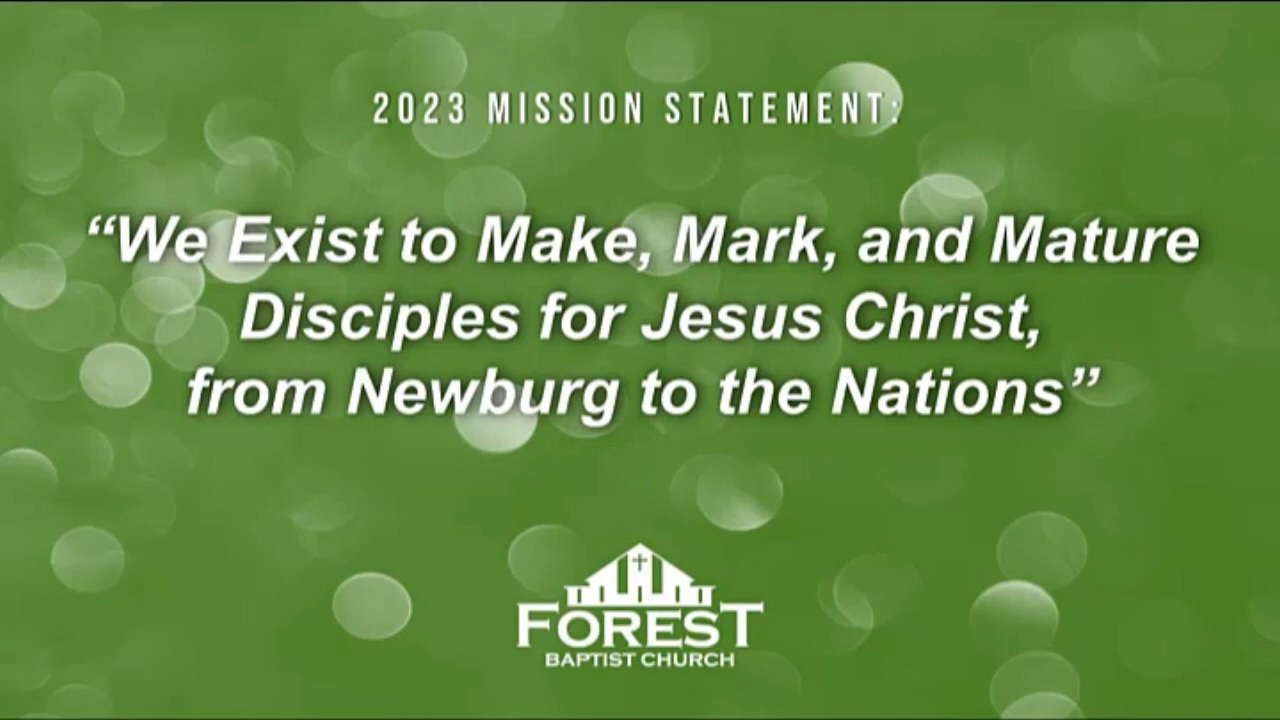 2023 MISSION STATEMENT:
“We Exist to Make, Mark, and Mature
Disciples for Jesus Christ,
from Newburg to the Nations”
FOREST
BAPTIST CHURCH